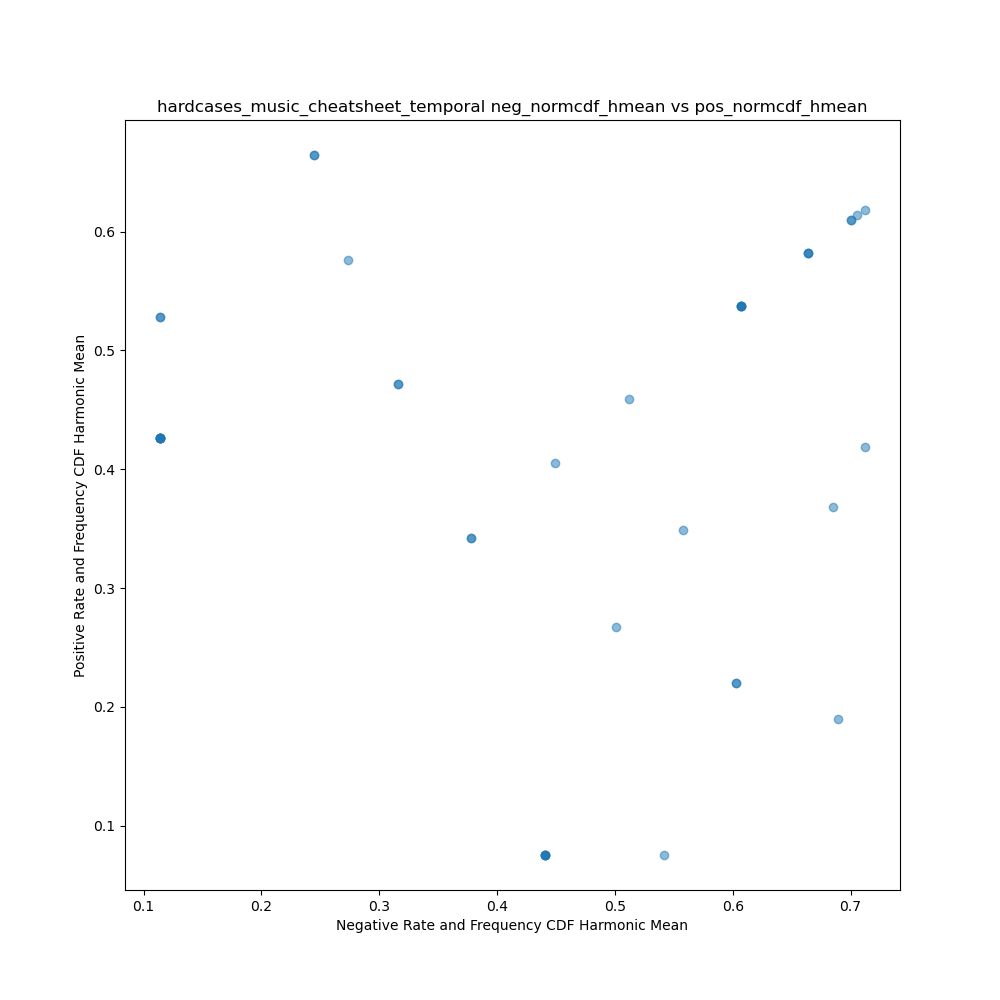 hardcases_music_cheatsheet_temporal neg_normcdf_hmean vs pos_normcdf_hmean
Positive Rate and Frequency CDF Harmonic Mean
0.6
0.5
0.4
0.3
0.2
0.1
0.1 0.2 0.3 0.4 0.5 0.6 0.7
Negative Rate and Frequency CDF Harmonic Mean